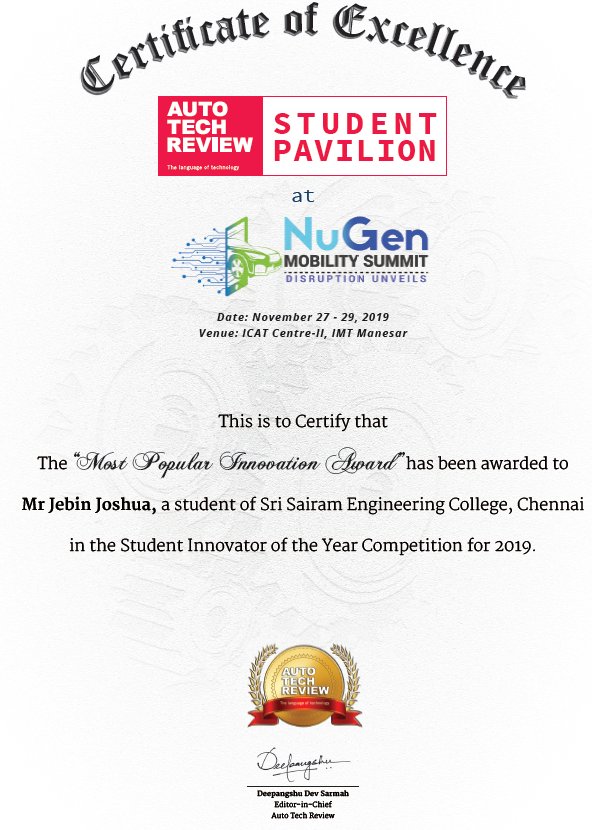 Certificate of Excellence
AUTO
TECH
REVIEW
The language of technology
STUDENT
PAVILION
at
NuGen
MOBILITY SUMMIT
DISRUPTION UNVEILS
Date: November 27 - 29, 2019
Venue: ICAT Centre-II, IMT Manesar
This is to Certify that
The "Most Popular Innovation Award" has been awarded to
Mr Jebin Joshua, a student of Sri Sairam Engineering College, Chennai
in the Student Innovator of the Year Competition for 2019.
AUTO
TECH
REVIEW
The language of technology
Deepangshu
Deepangshu Dev Sarmah
Editor-in-Chief
Auto Tech Review